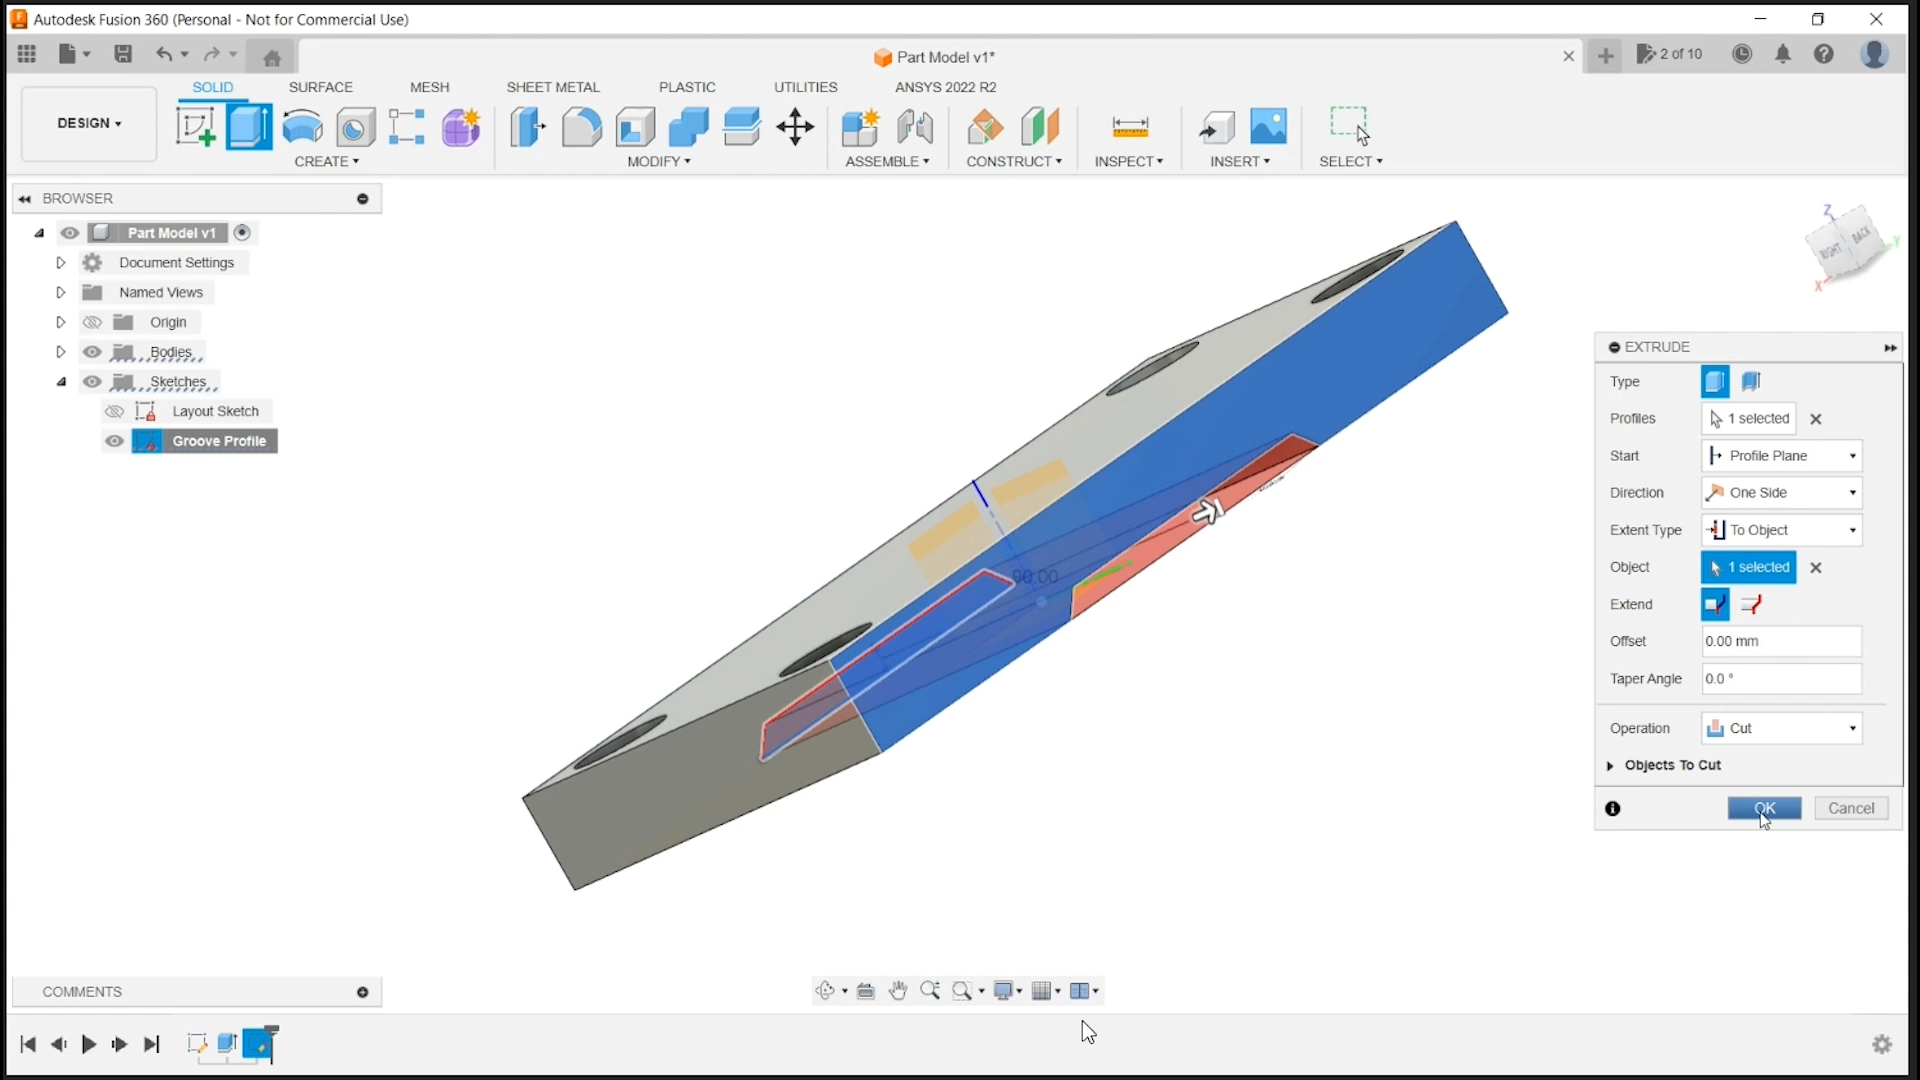 Autodesk Fusion 360 (Personal - Not for Commercial Use)
Part Model v1*
2 of 10
DESIGN
SOLID
SURFACE
MESH
SHEET METAL
PLASTIC
UTILITIES
ANSYS 2022 R2
CREATE
MODIFY
ASSEMBLE
CONSTRUCT
INSPECT
INSERT
SELECT
BROWSER
Part Model v1
Document Settings
Named Views
Origin
Bodies
Sketches
Layout Sketch
Groove Profile
90.00
Z
RIGHT
BACK
Y
X
EXTRUDE
Type
Profiles
1 selected
Start
Profile Plane
Direction
One Side
Extent Type
To Object
Object
1 selected
Extend
Offset
0.00 mm
Taper Angle
0.0 °
Operation
Cut
Objects To Cut
OK
Cancel
COMMENTS